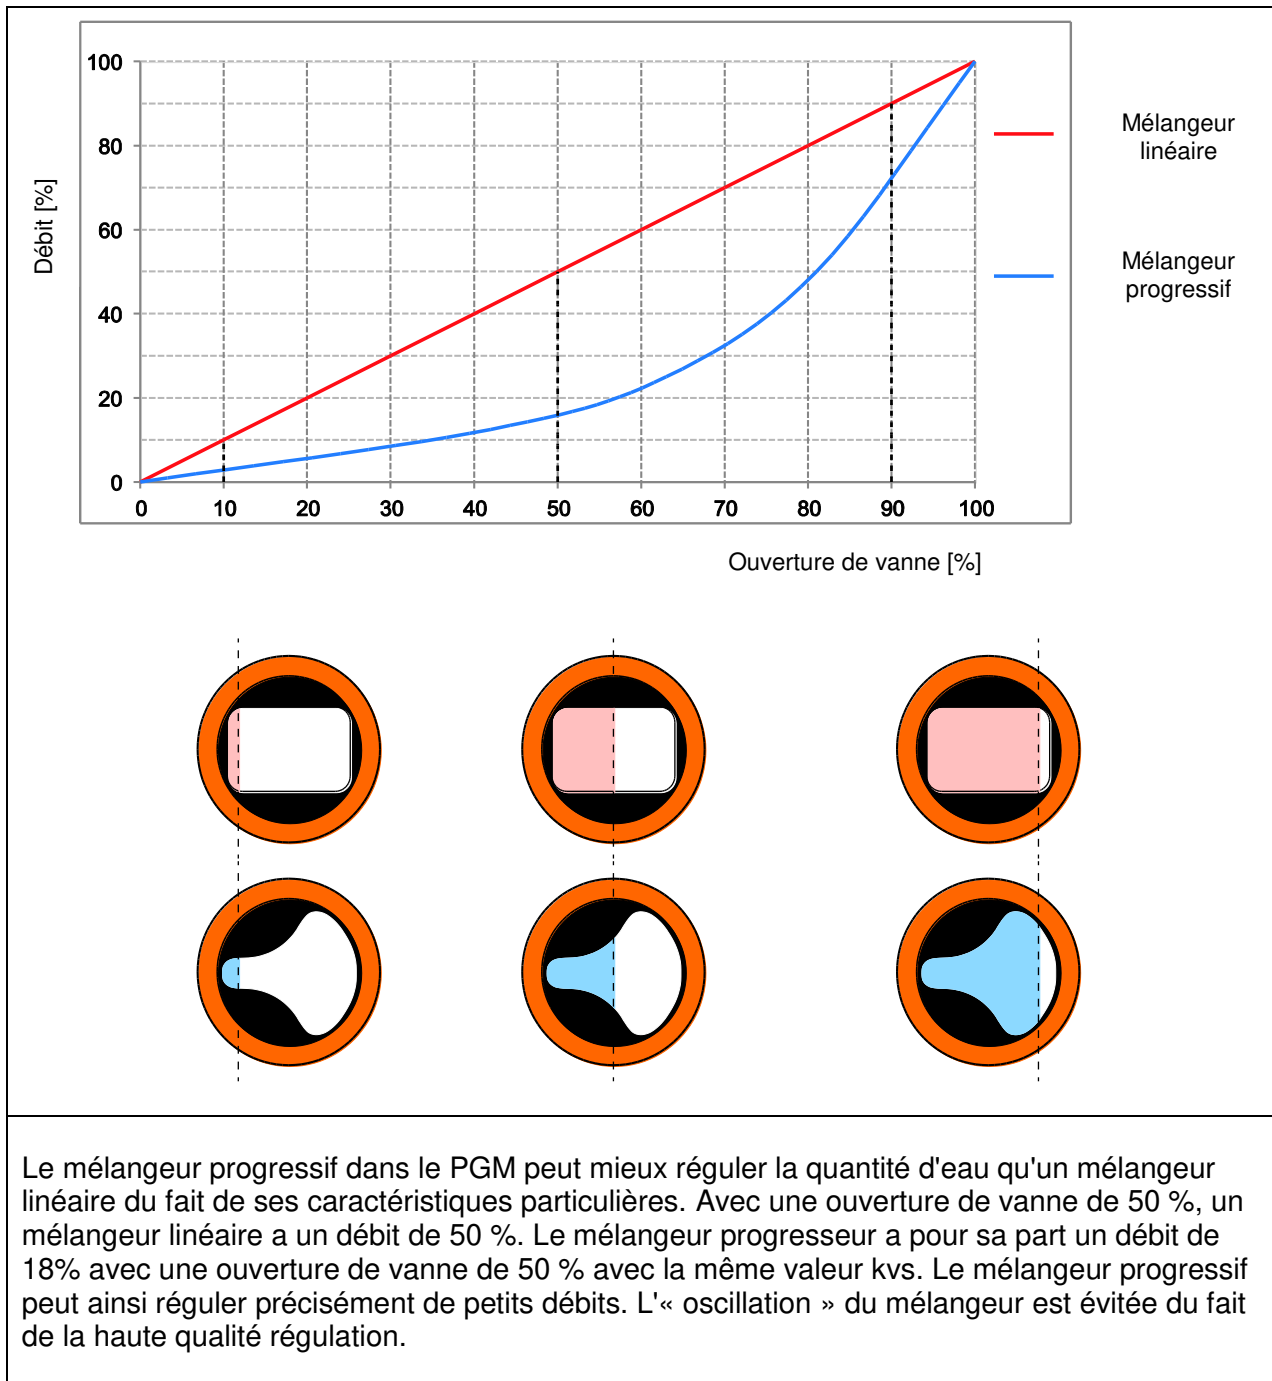 100
80
60
40
20
0
Débit [%]
0 10 20 30 40 50 60 70 80 90 100
Ouverture de vanne [%]
Mélangeur
linéaire
Mélangeur
progressif
Le mélangeur progressif dans le PGM peut mieux réguler la quantité d'eau qu'un mélangeur
linéaire du fait de ses caractéristiques particulières. Avec une ouverture de vanne de 50 %, un
mélangeur linéaire a un débit de 50 %. Le mélangeur progresseur a pour sa part un débit de
18% avec une ouverture de vanne de 50 % avec la même valeur kvs. Le mélangeur progressif
peut ainsi réguler précisément de petits débits. L'« oscillation » du mélangeur est évitée du fait
de la haute qualité régulation.